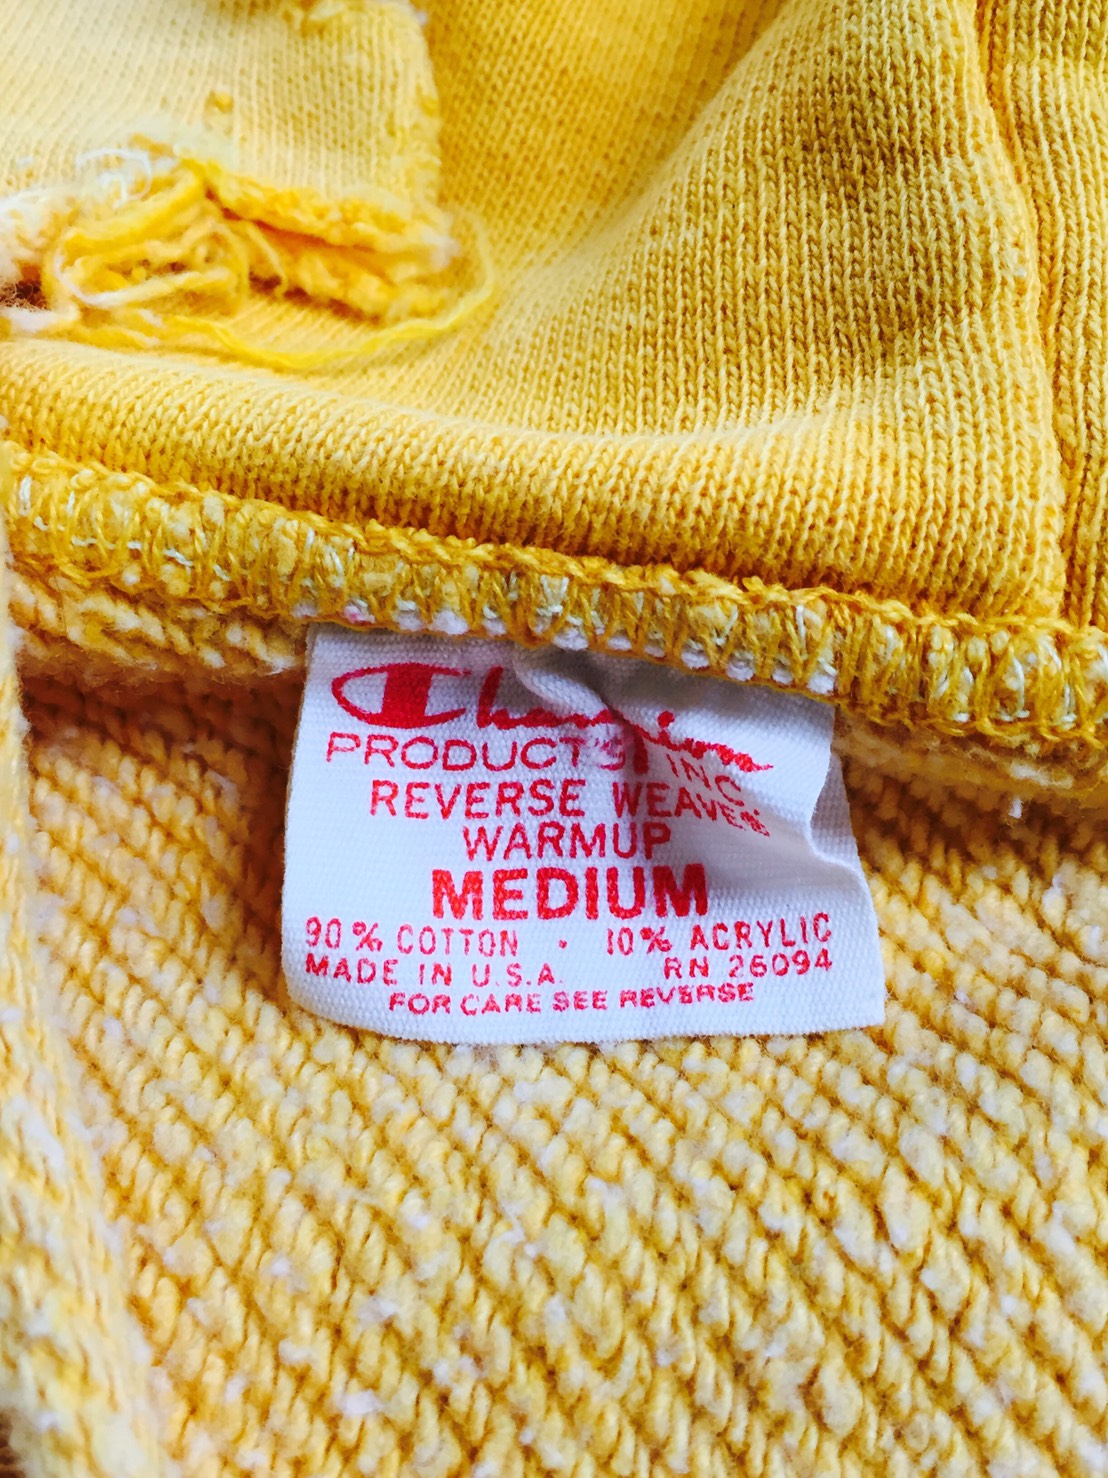 Champion
PRODUCTS, INC.
REVERSE WEAVE®
WARMUP
MEDIUM
90% COTTON · 10% ACRYLIC
MADE IN U.S.A. RN 26094
FOR CARE SEE REVERSE